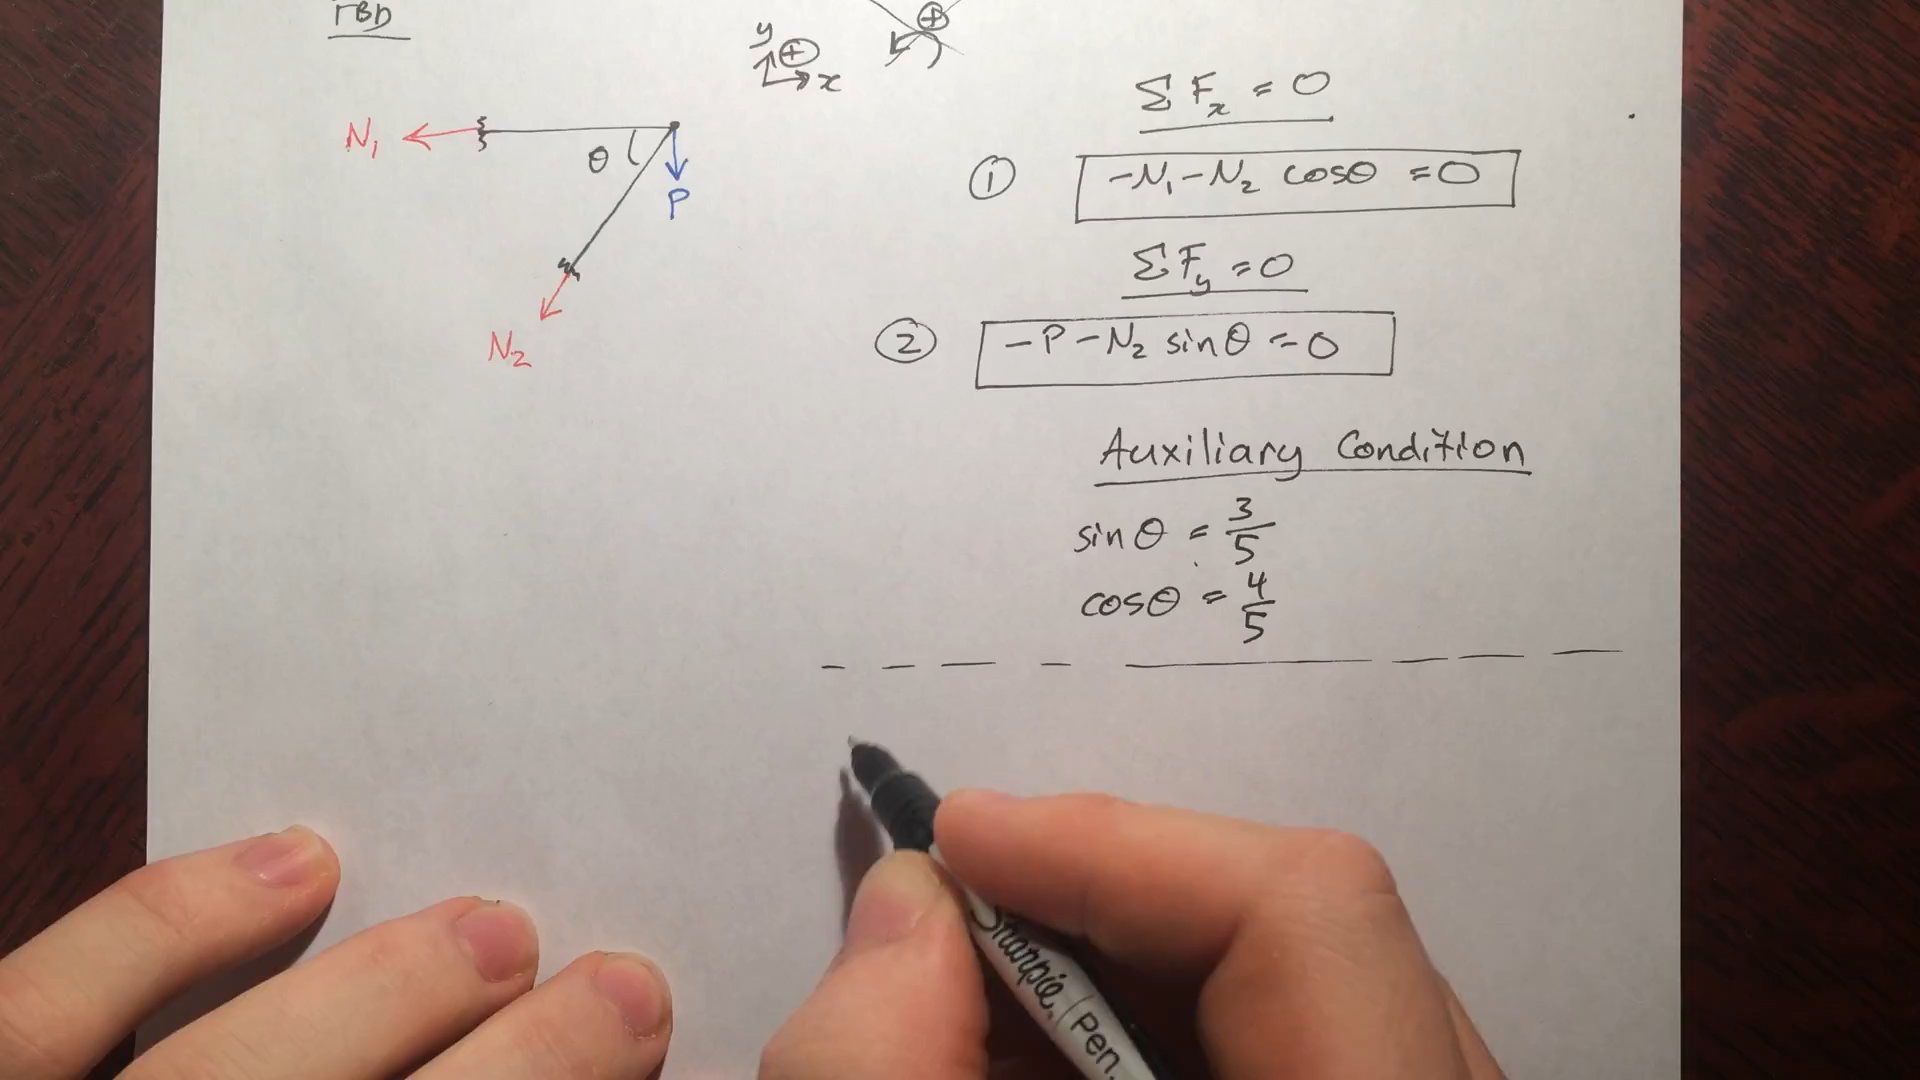 FBD
y
⊕
x
⊕
N₁
θ
P
N₂
ΣFₓ = 0
① -N₁-N₂ cosθ = 0
ΣF_y = 0
② -P-N₂ sinθ = 0
Auxiliary Condition
sinθ = 3/5
cosθ = 4/5
Sharpie. Pen.